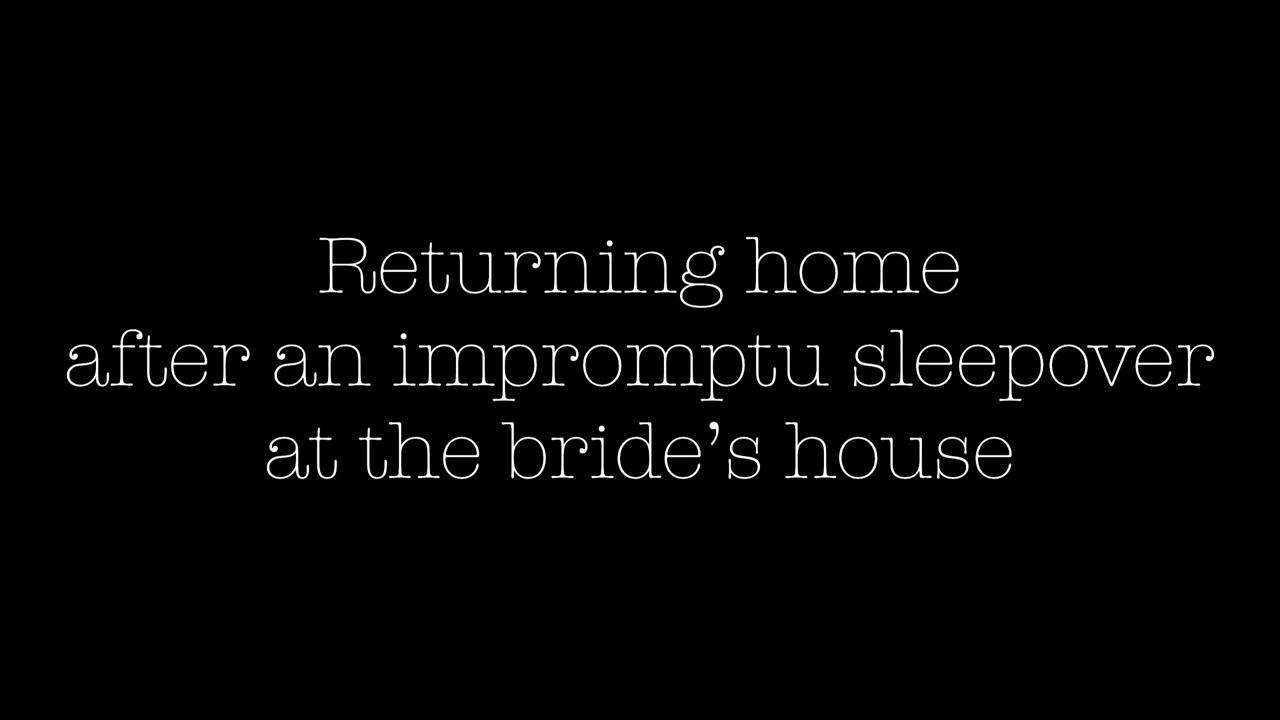 Returning home
after an impromptu sleepover
at the bride’s house